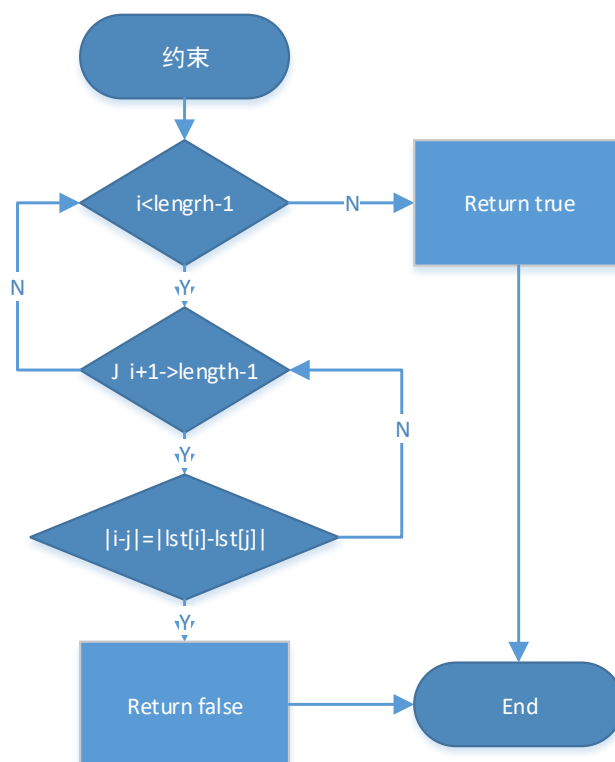 约束
i<lengrh-1
N
Return true
Y
N
J i+1->length-1
N
Y
|i-j|=|lst[i]-lst[j]|
Y
Return false
End